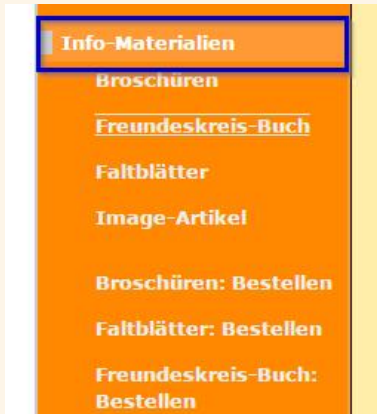 Info-Materialien
Broschüren
Freundeskreis-Buch
Faltblätter
Image-Artikel
Broschüren: Bestellen
Faltblätter: Bestellen
Freundeskreis-Buch:
Bestellen